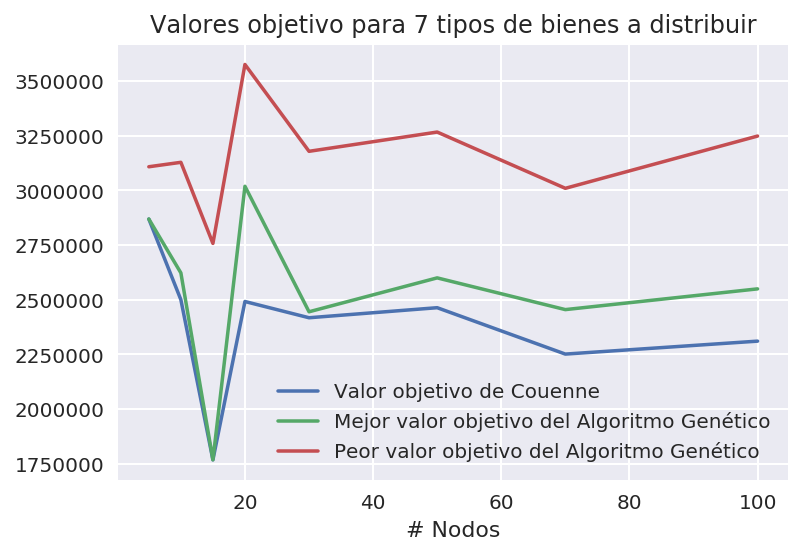 Valores objetivo para 7 tipos de bienes a distribuir
3500000
3250000
3000000
2750000
2500000
2250000
2000000
1750000
Valor objetivo de Couenne
Mejor valor objetivo del Algoritmo Genético
Peor valor objetivo del Algoritmo Genético
20 40 60 80 100
# Nodos